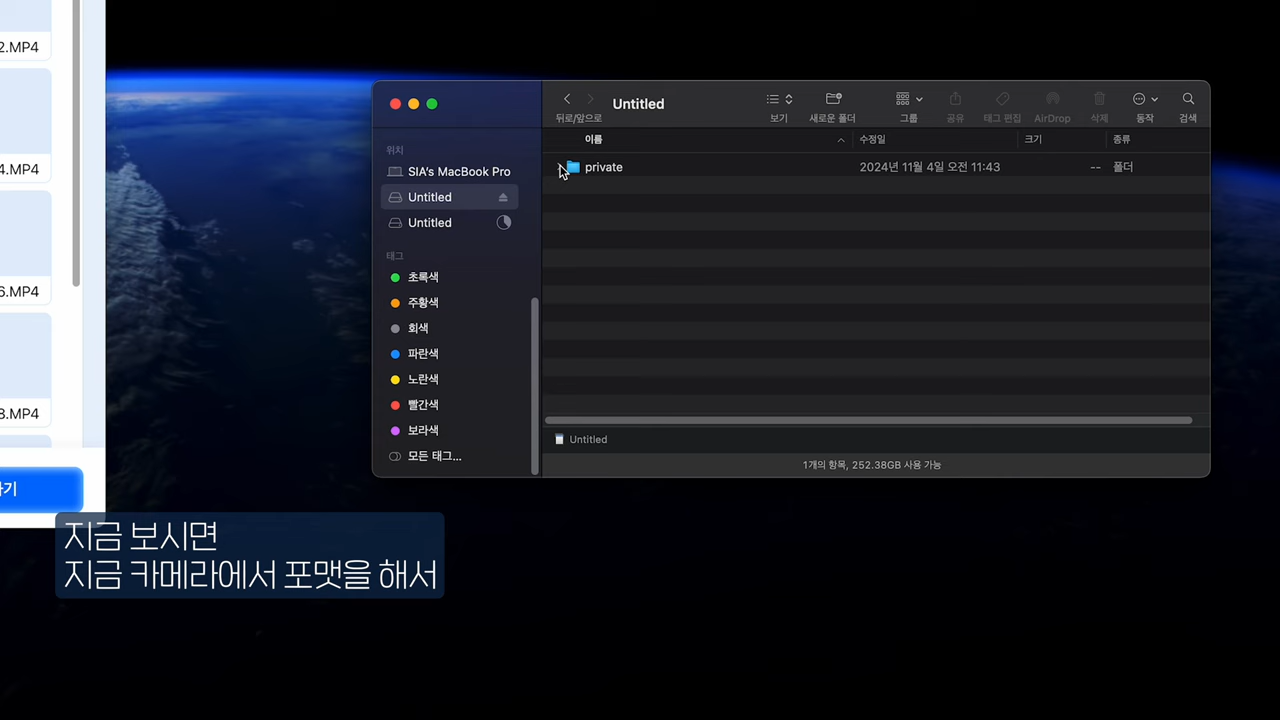 2.MP4
4.MP4
6.MP4
8.MP4
기
Untitled
뒤로/앞으로
보기
새로운 폴더
그룹
공유
태그 편집
AirDrop
삭제
동작
검색
이름
수정일
크기
종류
위치
SIA's MacBook Pro
Untitled
Untitled
태그
초록색
주황색
회색
파란색
노란색
빨간색
보라색
모든 태그...
private
2024년 11월 4일 오전 11:43
--
폴더
Untitled
1개의 항목, 252.38GB 사용 가능
지금 보시면
지금 카메라에서 포맷을 해서